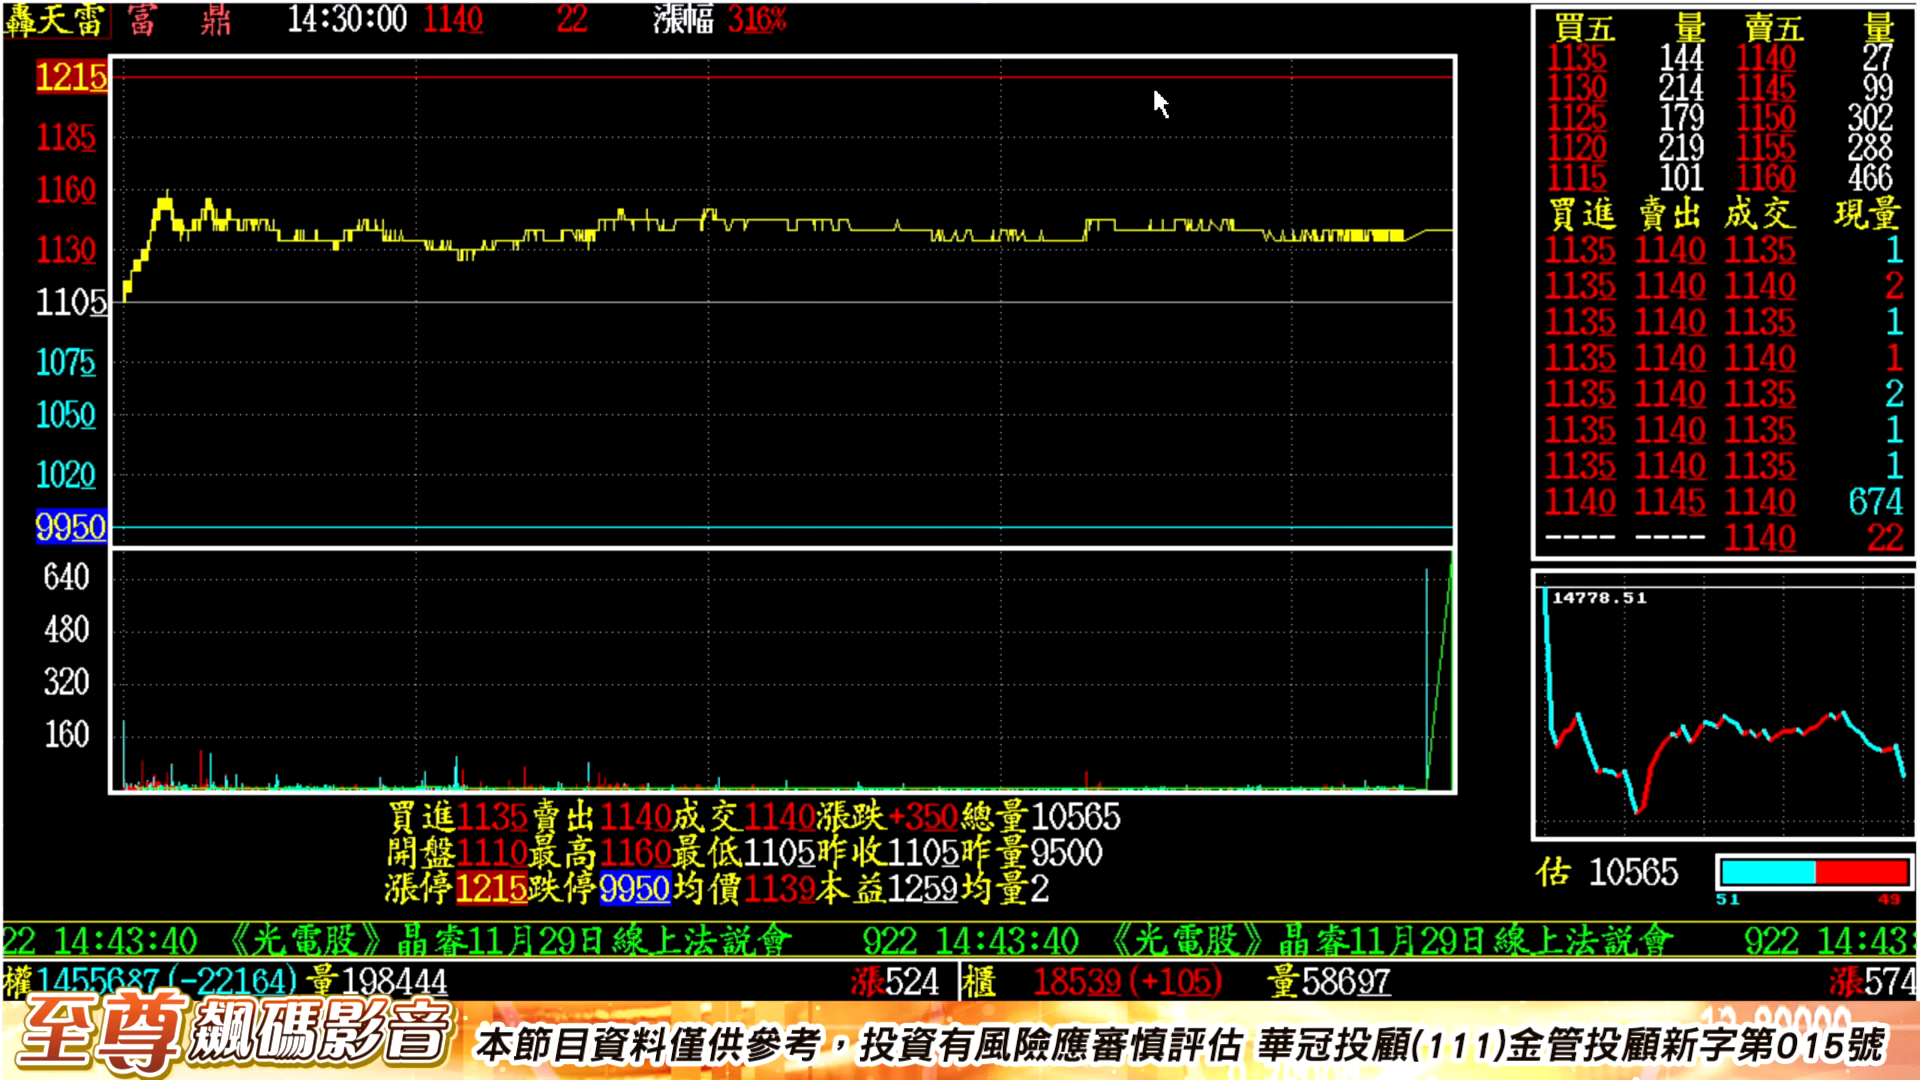 轟天雷 富 鼎 14:30:00 1140 22 漲幅 316%
1215
1185
1160
1130
1105
1075
1050
1020
9950
640
480
320
160
買五 量 賣五 量
1135 144 1140 27
1130 214 1145 99
1125 179 1150 302
1120 219 1155 288
1115 101 1160 466
買進 賣出 成交 現量
1135 1140 1135 1
1135 1140 1140 2
1135 1140 1135 1
1135 1140 1140 1
1135 1140 1135 2
1135 1140 1135 1
1135 1140 1135 1
1140 1145 1140 674
---- ---- 1140 22
14778.51
估 10565
51 49
買進1135賣出1140成交1140漲跌+350總量10565
開盤1110最高1160最低1105昨收1105昨量9500
漲停1215跌停9950均價1139本益1259均量2
22 14:43:40 《光電股》晶睿11月29日線上法說會 922 14:43:40 《光電股》晶睿11月29日線上法說會 922 14:43:
權1455687(-22164) 量198444 漲524 櫃 18539(+105) 量58697 漲574
至尊飆碼影音
本節目資料僅供參考，投資有風險應審慎評估 華冠投顧(111)金管投顧新字第015號